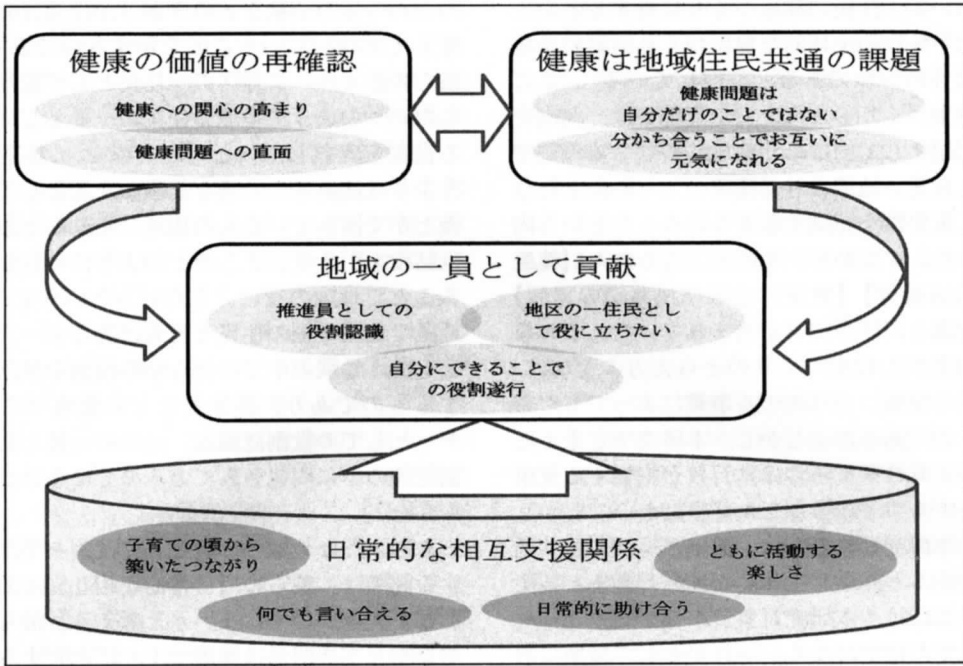 健康の価値の再確認
健康への関心の高まり
健康問題への直面
健康は地域住民共通の課題
健康問題は
自分だけのことではない
分かち合うことでお互いに
元気になれる
地域の一員として貢献
推進員としての
役割認識
地区の一住民とし
て役に立ちたい
自分にできることで
の役割遂行
日常的な相互支援関係
子育ての頃から
築いたつながり
何でも言い合える
日常的に助け合う
ともに活動する
楽しさ